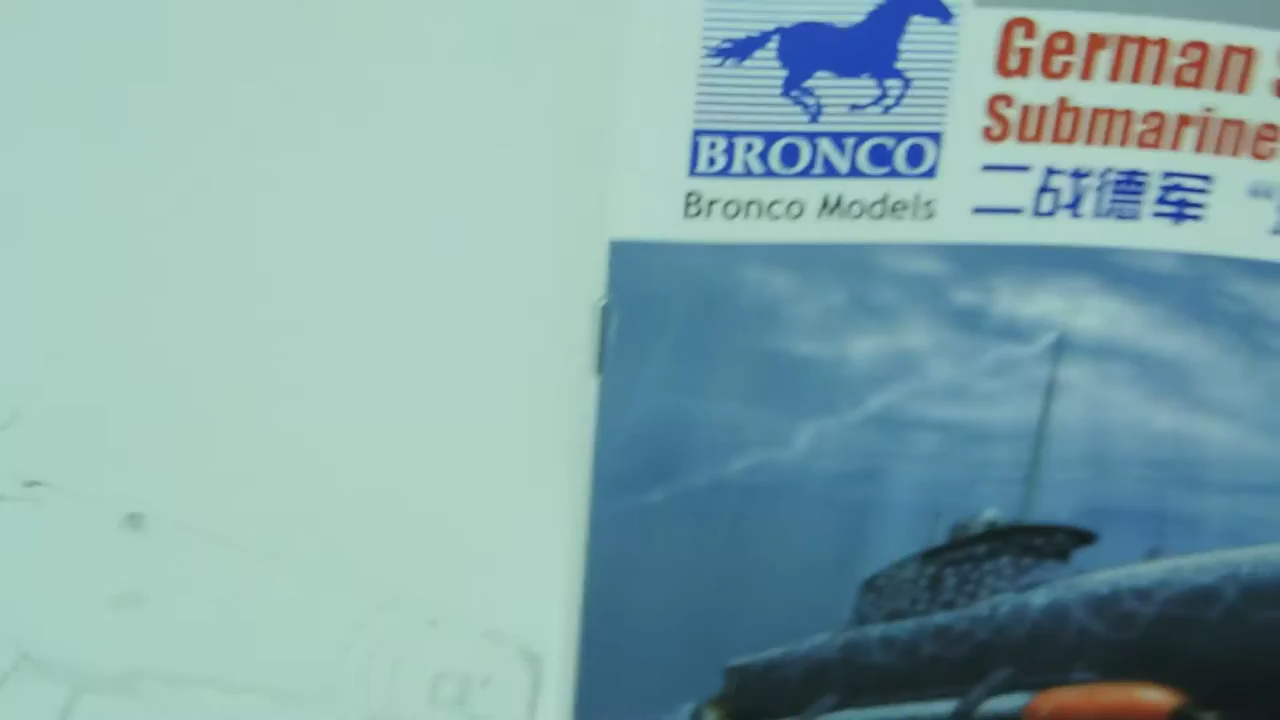 BRONCO
Bronco Models
German
Submarine
二战德军 “